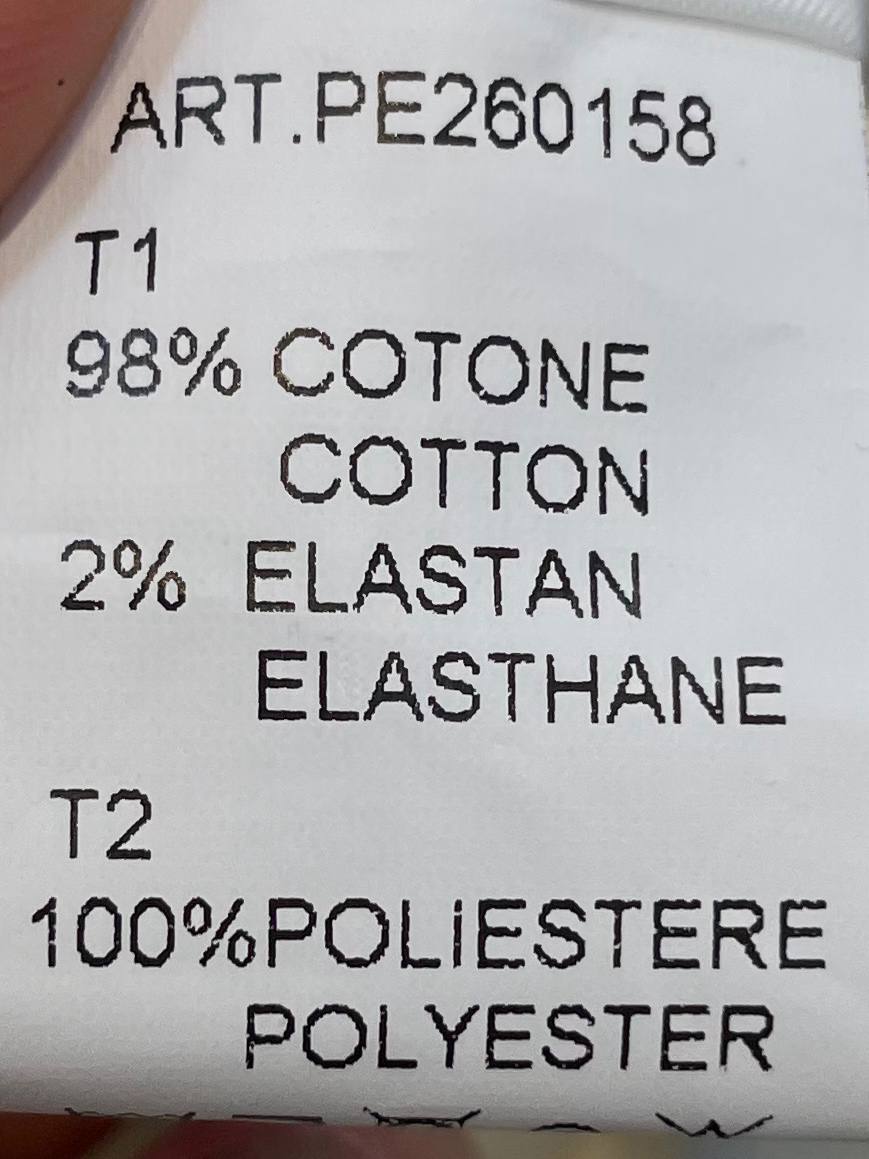 ART.PE260158
T1
98% COTONE
COTTON
2% ELASTAN
ELASTHANE
T2
100%POLiESTERE
POLYESTER